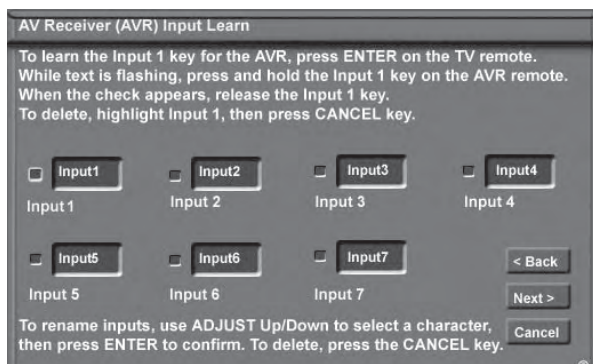 AV Receiver (AVR) Input Learn
To learn the Input 1 key for the AVR, press ENTER on the TV remote.
While text is flashing, press and hold the Input 1 key on the AVR remote.
When the check appears, release the Input 1 key.
To delete, highlight Input 1, then press CANCEL key.
Input1 Input2 Input3 Input4
Input 1 Input 2 Input 3 Input 4
Input5 Input6 Input7 < Back
Input 5 Input 6 Input 7 Next >
To rename inputs, use ADJUST Up/Down to select a character, Cancel
then press ENTER to confirm. To delete, press the CANCEL key.